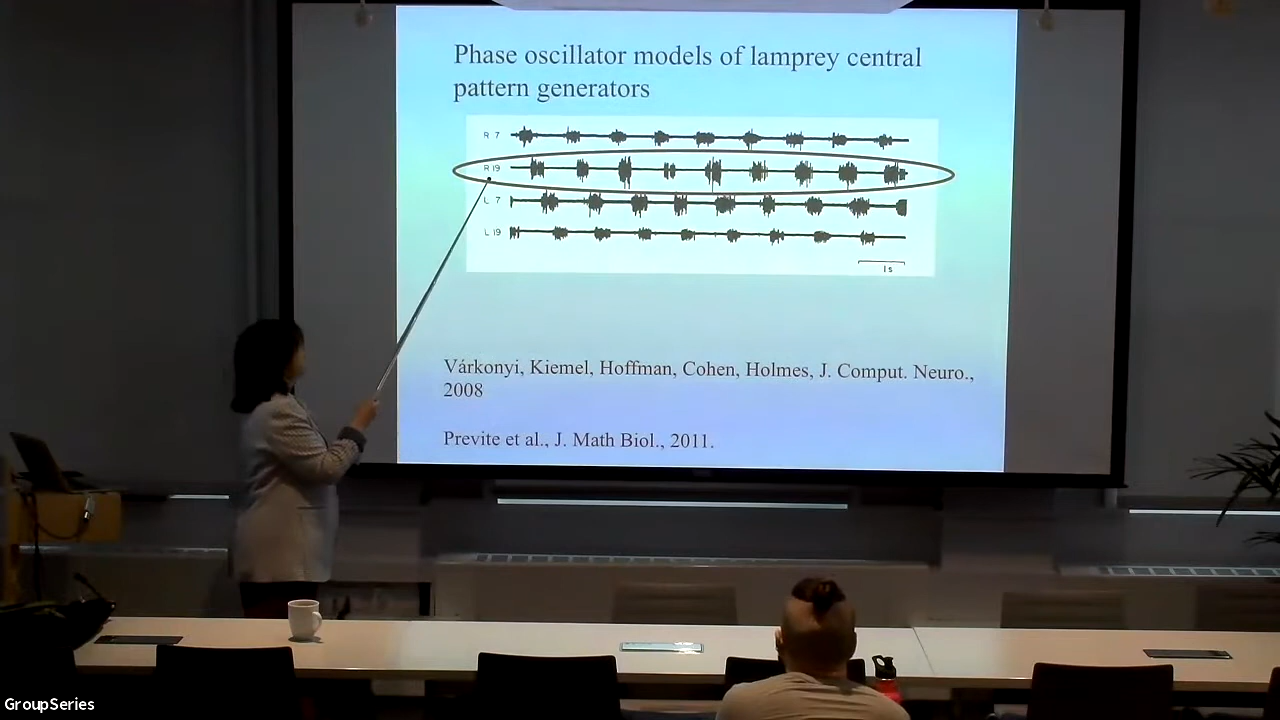 Phase oscillator models of lamprey central
pattern generators
R 7
R 19
L 7
L 19
1s
Várkonyi, Kiemel, Hoffman, Cohen, Holmes, J. Comput. Neuro.,
2008
Previte et al., J. Math Biol., 2011.
GroupSeries